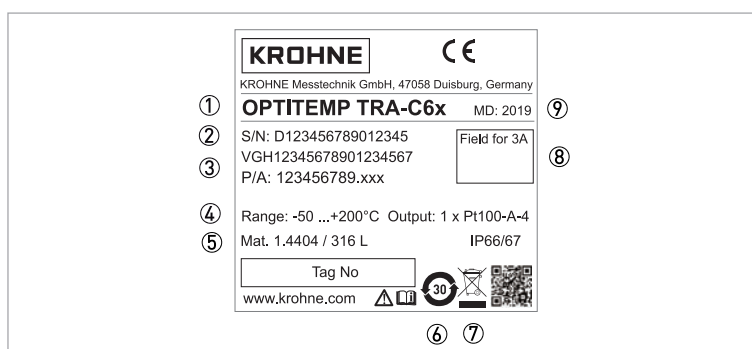 KROHNE CE
KROHNE Messtechnik GmbH, 47058 Duisburg, Germany
① OPTITEMP TRA-C6x MD: 2019 ⑨
② S/N: D123456789012345 Field for 3A
VGH12345678901234567 ⑧
③ P/A: 123456789.xxx
④ Range: -50 ...+200°C Output: 1 x Pt100-A-4
⑤ Mat. 1.4404 / 316 L IP66/67
Tag No
www.krohne.com 30
⑥ ⑦